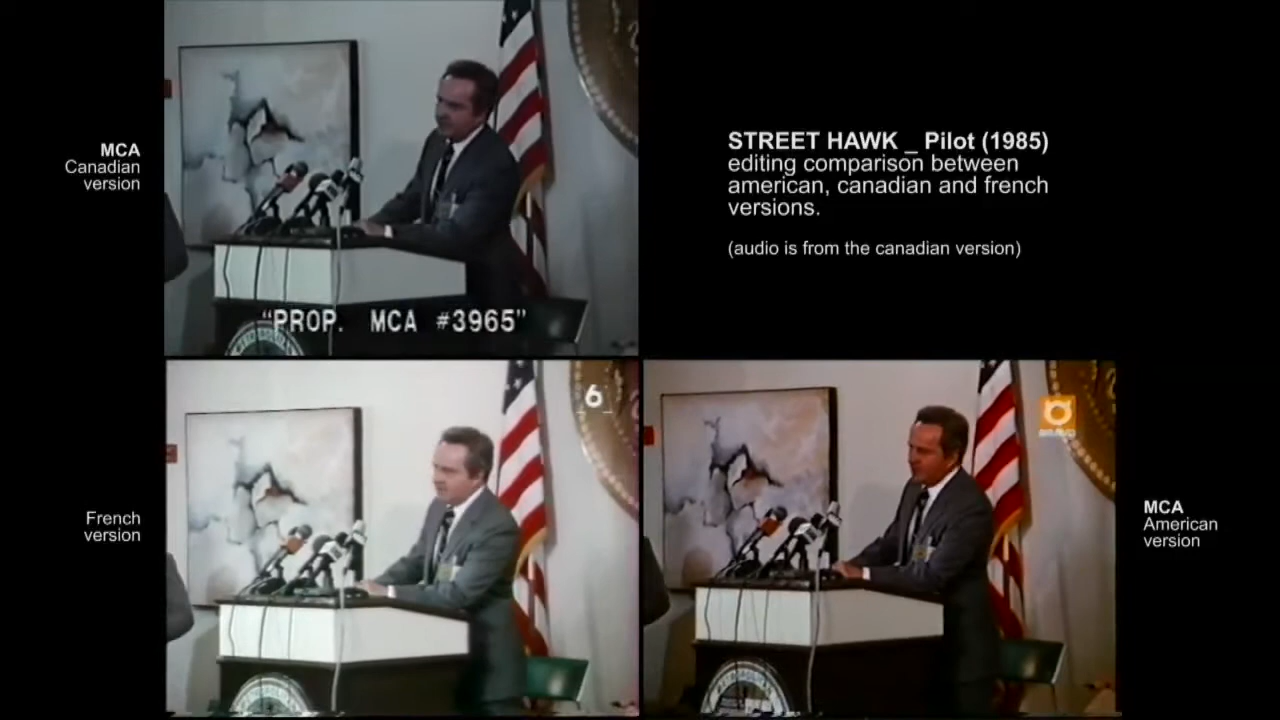 MCA
Canadian
version
STREET HAWK _ Pilot (1985)
editing comparison between
american, canadian and french
versions.
(audio is from the canadian version)
"PROP. MCA #3965"
6
French
version
MCA
American
version